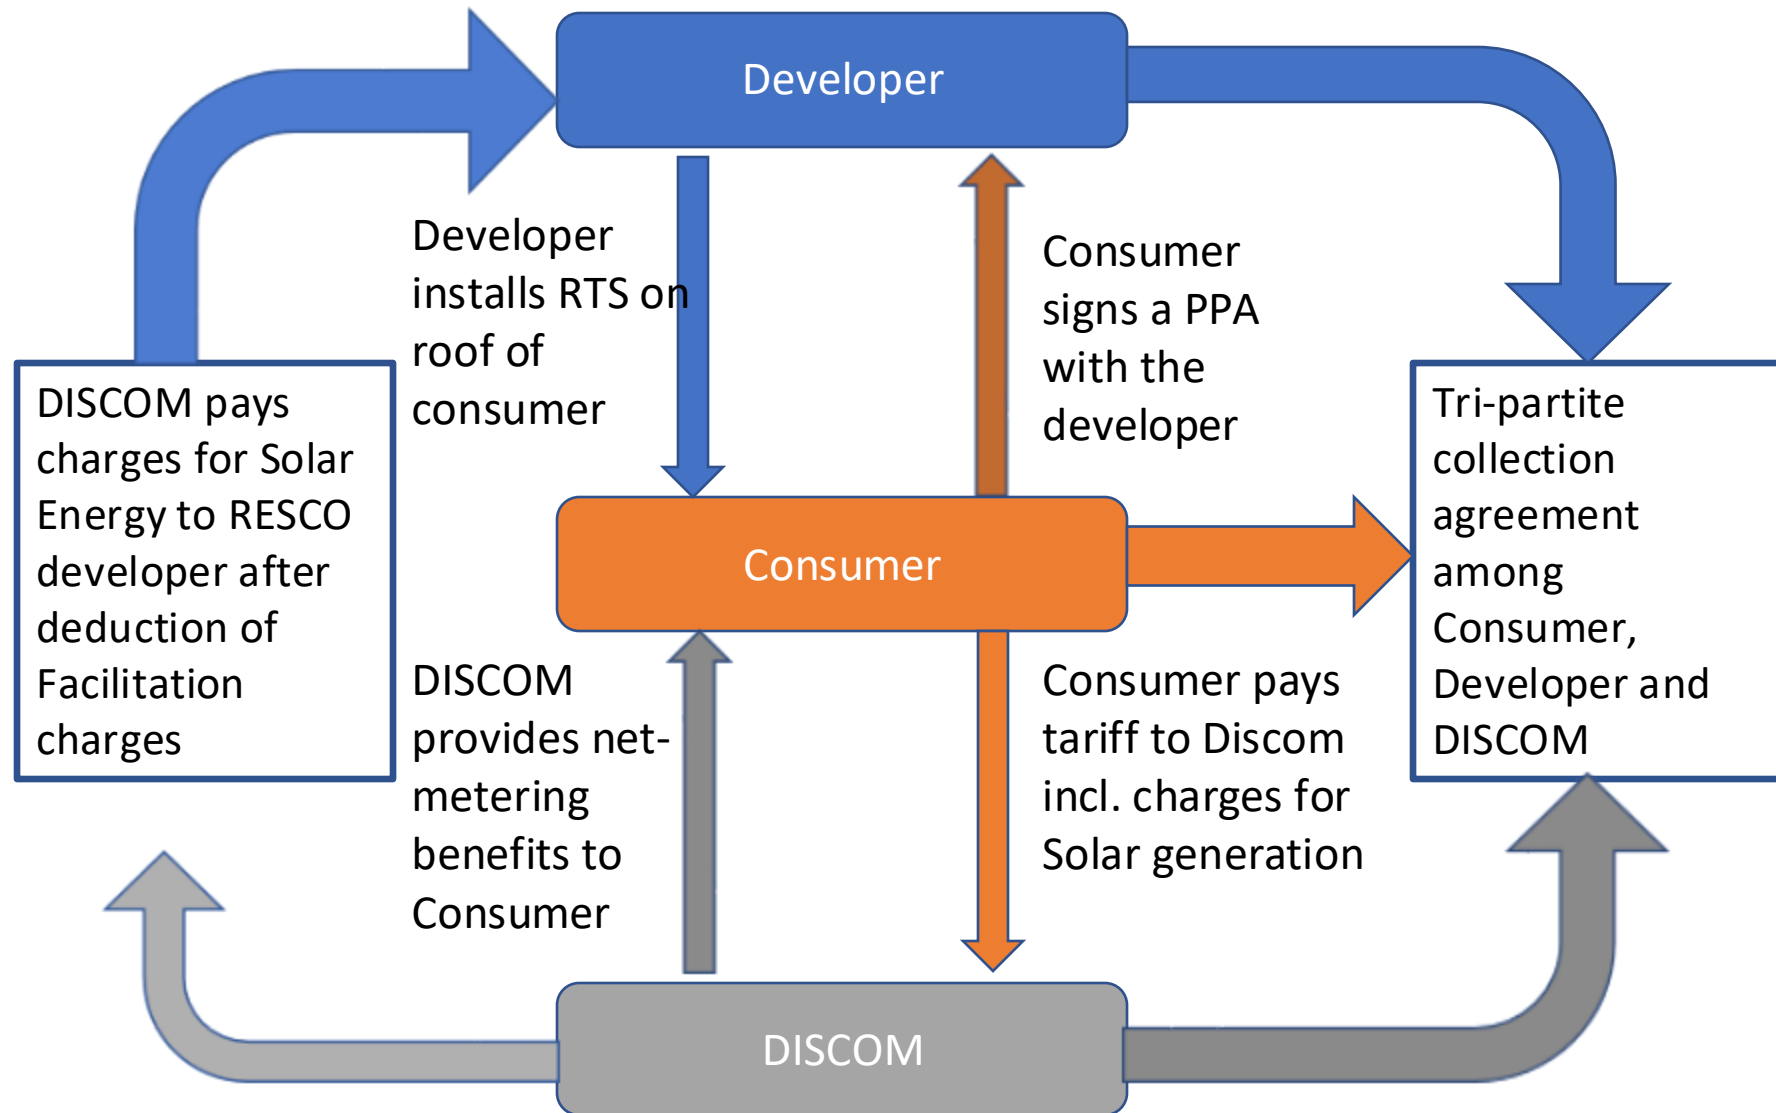 Developer
Developer
installs RTS on
roof of
consumer
Consumer
signs a PPA
with the
developer
DISCOM pays
charges for Solar
Energy to RESCO
developer after
deduction of
Facilitation
charges
Consumer
Tri-partite
collection
agreement
among
Consumer,
Developer and
DISCOM
DISCOM
provides net-
metering
benefits to
Consumer
Consumer pays
tariff to Discom
incl. charges for
Solar generation
DISCOM